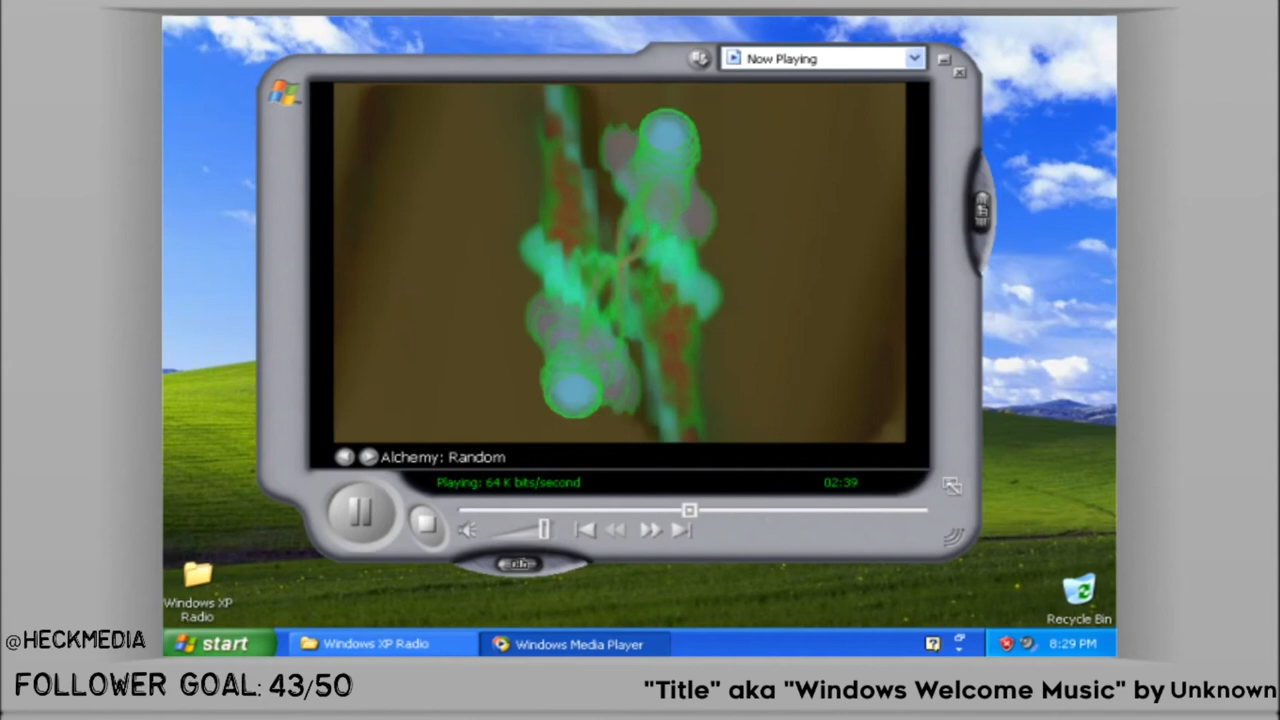 Now Playing
Alchemy: Random
Playing: 64 K bits/second
02:39
Windows XP
Radio
Recycle Bin
@HECKMEDIA
start
Windows XP Radio
Windows Media Player
8:29 PM
FOLLOWER GOAL: 43/50
"Title" aka "Windows Welcome Music" by Unknown